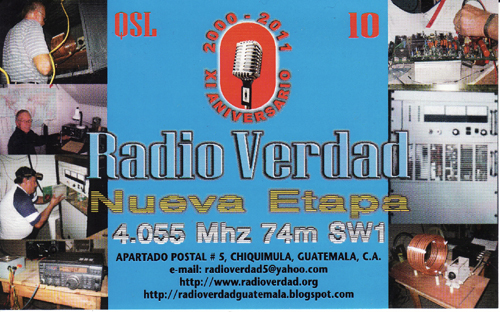 QSL
10
2000 - 2011
XI ANIVERSARIO
Radio Verdad
Nueva Etapa
4.055 Mhz 74m SW1
APARTADO POSTAL # 5, CHIQUIMULA, GUATEMALA, C.A.
e-mail: radioverdad5@yahoo.com
http://www.radioverdad.org
http://radioverdadguatemala.blogspot.com